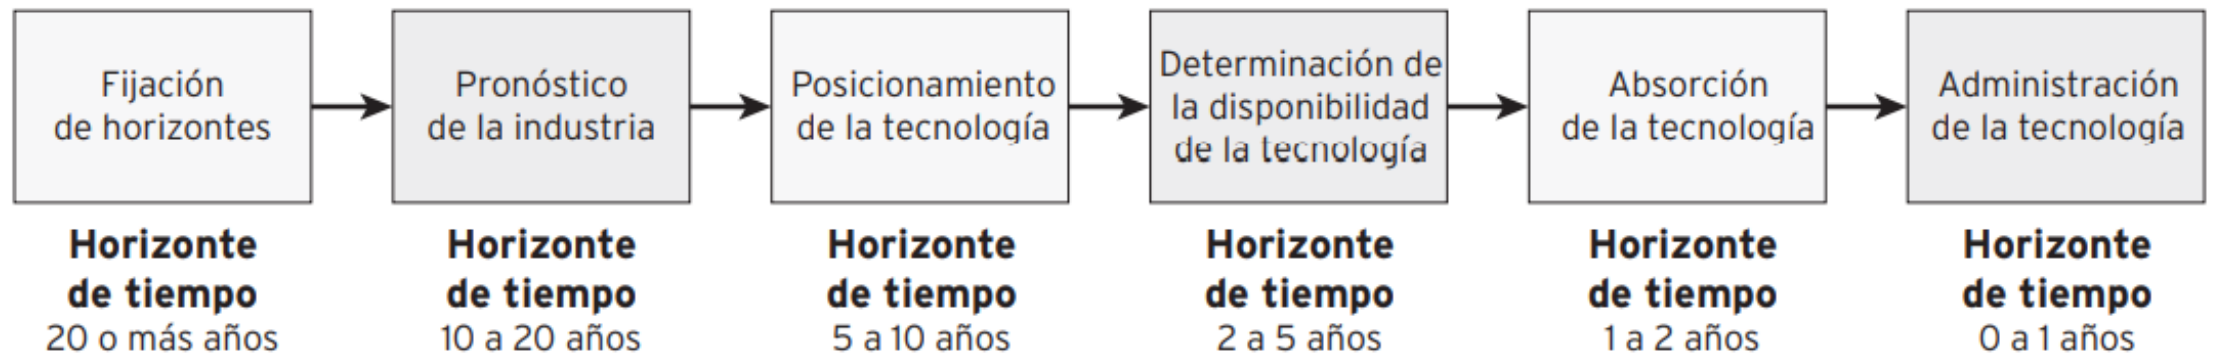 Fijación
de horizontes
Pronóstico
de la industria
Posicionamiento
de la tecnología
Determinación de
la disponibilidad
de la tecnología
Absorción
de la tecnología
Administración
de la tecnología
Horizonte
de tiempo
20 o más años
Horizonte
de tiempo
10 a 20 años
Horizonte
de tiempo
5 a 10 años
Horizonte
de tiempo
2 a 5 años
Horizonte
de tiempo
1 a 2 años
Horizonte
de tiempo
0 a 1 años